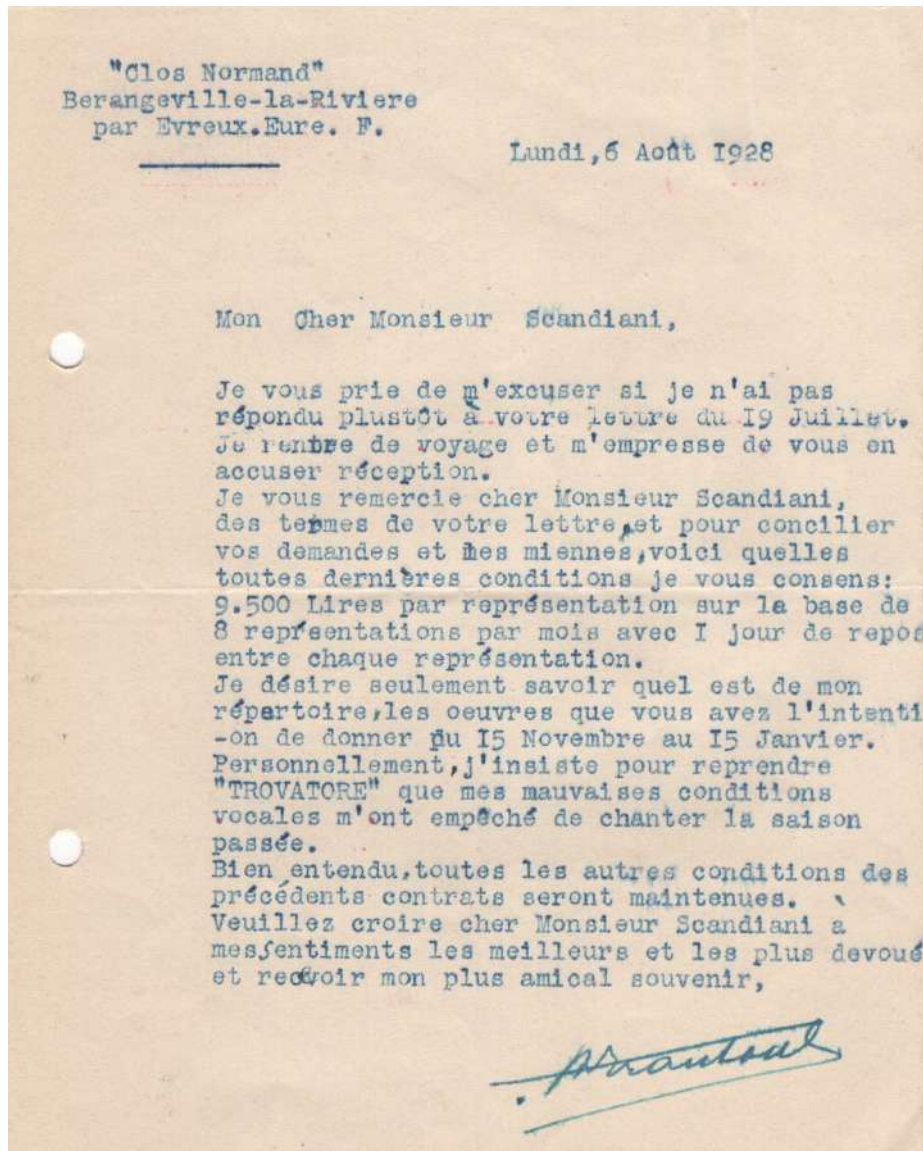 "Clos Normand"
Berangeville-la-Riviere
par Evreux.Eure. F.
Lundi,6 Août I928
Mon Cher Monsieur Scandiani,
Je vous prie de m'excuser si je n'ai pas
répondu plustôt à votre lettre du I9 Juillet.
Je rentre de voyage et m'empresse de vous en
accuser réception.
Je vous remercie cher Monsieur Scandiani,
des termes de votre lettre,et pour concilier
vos demandes et les miennes,voici quelles
toutes dernières conditions je vous consens:
9.500 Lires par représentation sur la base de
8 repréentations par mois avec I jour de repos
entre chaque représentation.
Je désire seulement savoir quel est de mon
répertoire,les oeuvres que vous avez l'intenti
-on de donner du I5 Novembre au I5 Janvier.
Personnellement,j'insiste pour reprendre
"TROVATORE" que mes mauvaises conditions
vocales m'ont empêché de chanter la saison
passée.
Bien entendu,toutes les autres conditions des
précédents contrats seront maintenues.
Veuillez croire cher Monsieur Scandiani a
mes sentiments les meilleurs et les plus devoué
et recevoir mon plus amical souvenir,